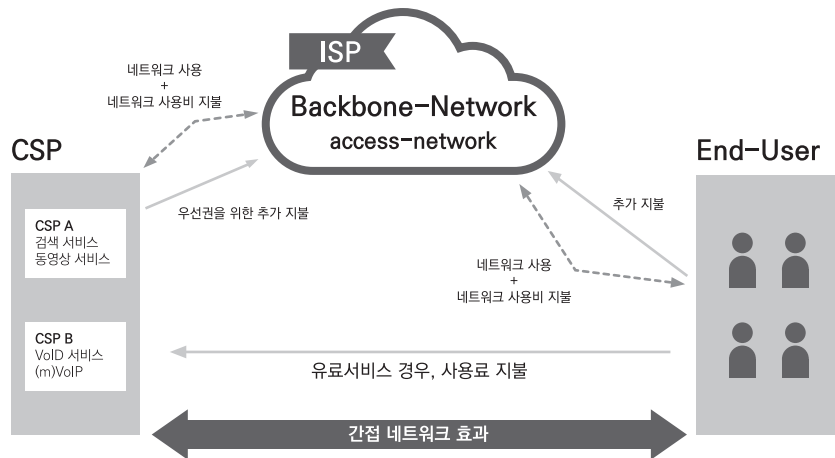 ISP
Backbone-Network
access-network
네트워크 사용
+
네트워크 사용비 지불
CSP
End-User
우선권을 위한 추가 지불
추가 지불
CSP A
검색 서비스
동영상 서비스
네트워크 사용
+
네트워크 사용비 지불
CSP B
VoID 서비스
(m)VoIP
유료서비스 경우, 사용료 지불
간접 네트워크 효과